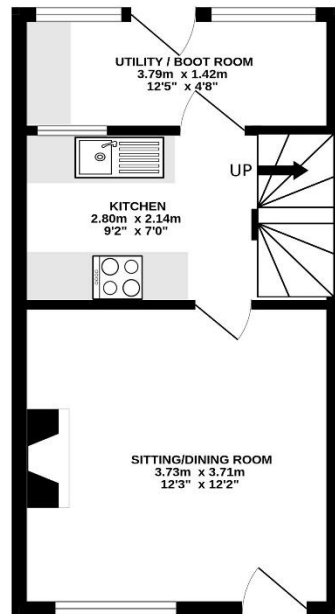 UTILITY / BOOT ROOM
3.79m x 1.42m
12'5" x 4'8"
UP
KITCHEN
2.80m x 2.14m
9'2" x 7'0"
SITTING/DINING ROOM
3.73m x 3.71m
12'3" x 12'2"